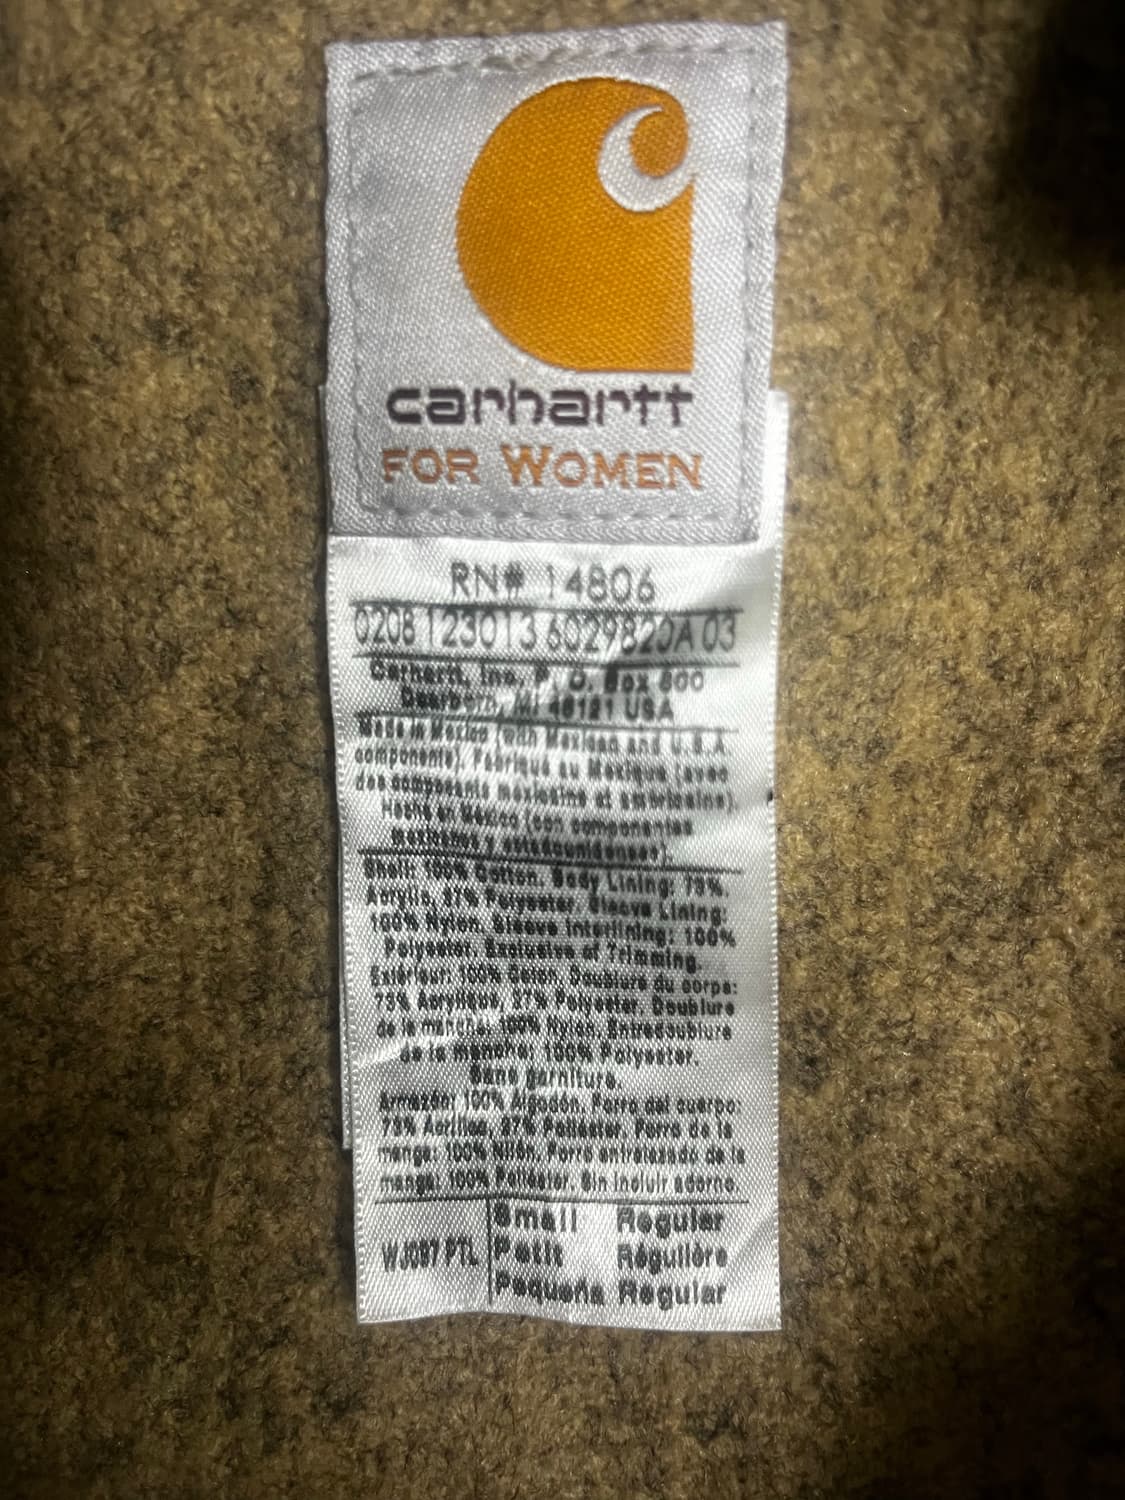 carhartt
FOR WOMEN
RN# 14806
0208 123013 6029820A 03
Carhartt, Inc. P. O. Box 600
Dearborn, MI 48121 USA
Made in Mexico (with Mexican and U.S.A.
components). Fabriqué au Mexique (avec
des composants mexicains et américains).
Hecho en México (con componentes
estadounidenses).
Shell: 100% Cotton. Body Lining: 73%
Acrylic, 27% Polyester. Sleeve Lining:
100% Nylon. Sleeve Interlining: 100%
Polyester. Exclusive of Trimming.
Extérieur: 100% Coton. Doublure du corps:
73% Acrylique, 27% Polyester. Doublure
de la manche: 100% Nylon. Entredoublure
de la manche: 100% Polyester.
Sans garniture.
Armazón: 100% Algodón. Forro del cuerpo:
73% Acrílico, 27% Poliéster. Forro de la
manga: 100% Nilón. Forro entrelazado de la
manga: 100% Poliéster. Sin incluir adorno.
WJ097 PTL
Small Regular
Petit Régulière
Pequeña Regular